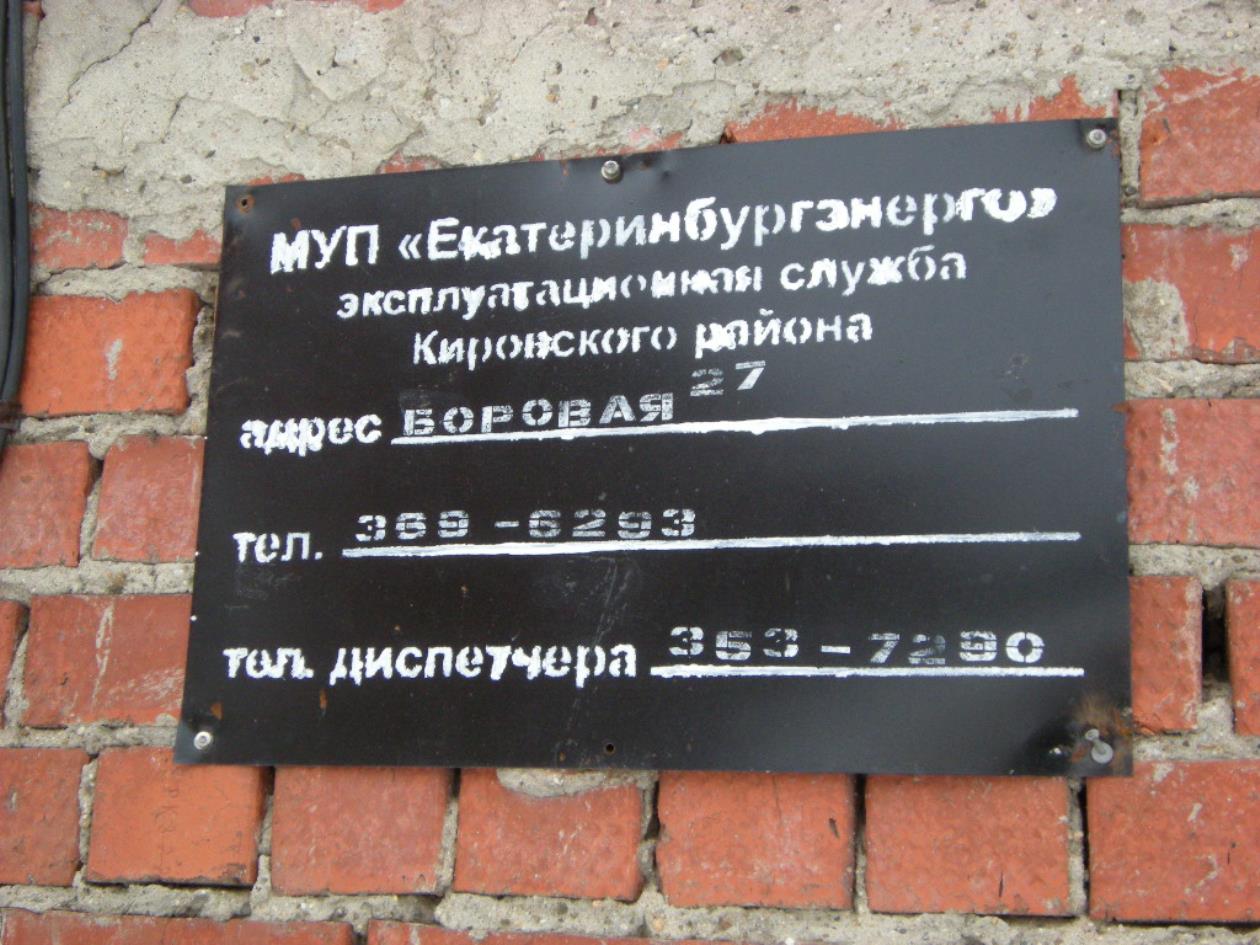 МУП «Екатеринбургэнерго»
эксплуатационная служба
Кировского района
адрес БОРОВАЯ 27
тел. 369-6293
тел. диспетчера 353-7290